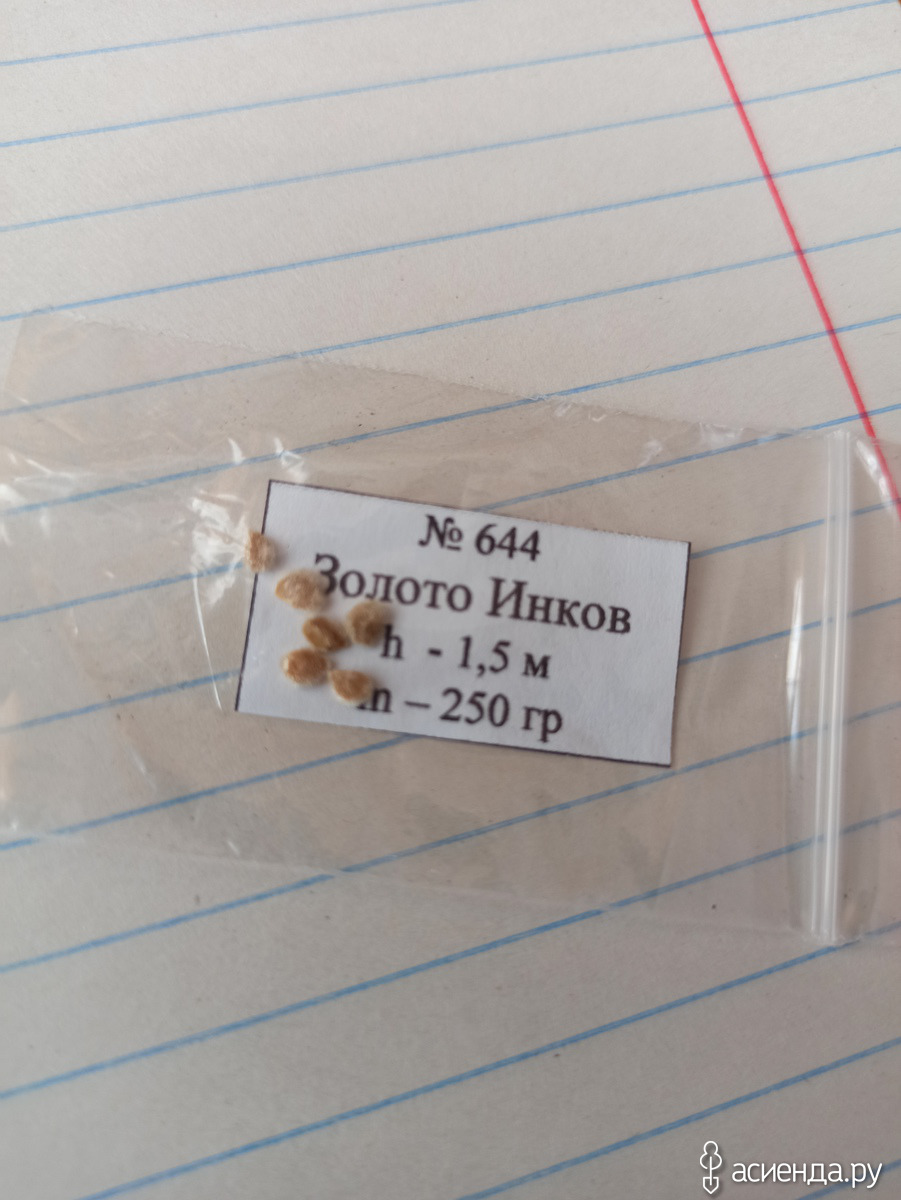 № 644
Золото Инков
h - 1,5 м
m – 250 гр
асиенда.ру